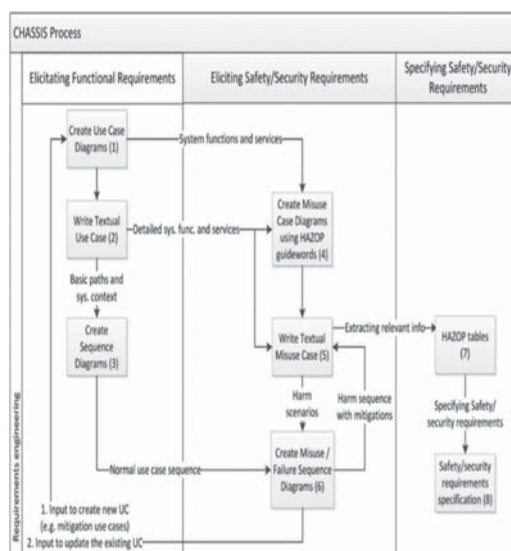 CHASSIS Process
Elicitating Functional Requirements
Eliciting Safety/Security Requirements
Specifying Safety/Security
Requirements
Create Use Case
Diagrams (1)
System functions and services
Write Textual
Use Case (2)
Detailed sys. func. and services
Create Misuse
Case Diagrams
using HAZOP
guidewords (4)
Basic paths and
sys. context
Create
Sequence
Diagrams (3)
Write Textual
Misuse Case (5)
Extracting relevant info
HAZOP tables
(7)
Harm
scenarios
Harm sequence
with mitigations
Specifying Safety/
security requirements
Normal use case sequence
Create Misuse /
Failure Sequence
Diagrams (6)
Safety/security
requirements
specification (8)
1. Input to create new UC
(e.g. mitigation use cases)
2. Input to update the existing UC
Requirements engineering